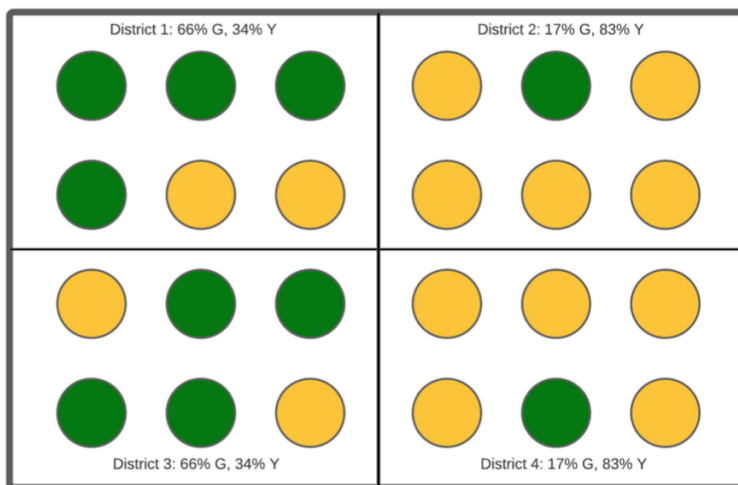 District 1: 66% G, 34% Y
District 2: 17% G, 83% Y
District 3: 66% G, 34% Y
District 4: 17% G, 83% Y